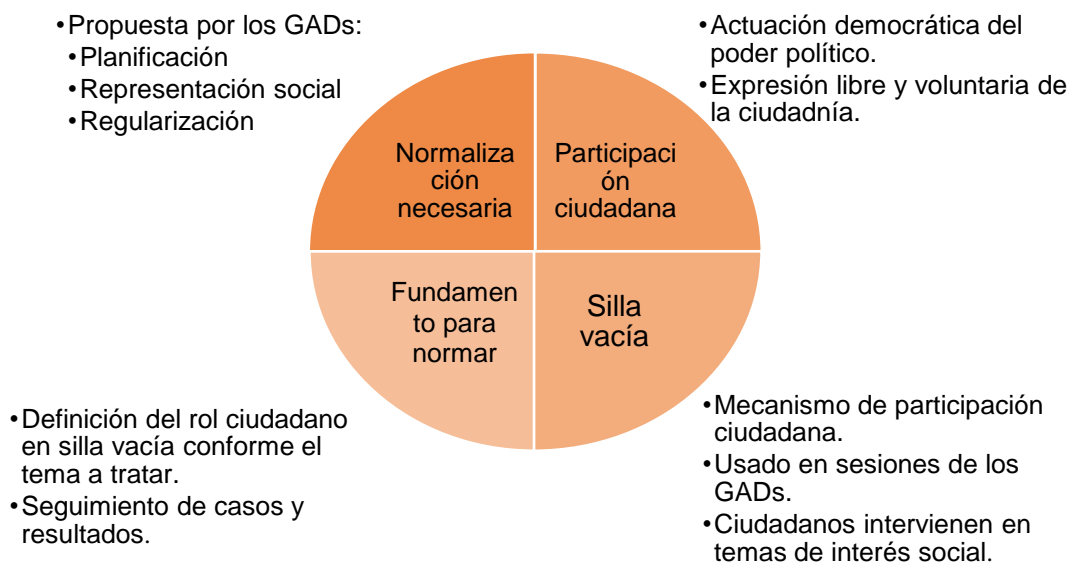 •Propuesta por los GADs:
•Planificación
•Representación social
•Regularización
•Actuación democrática del
poder político.
•Expresión libre y voluntaria de
la ciudadnía.
Normaliza
ción
necesaria
Participaci
ón
ciudadana
Fundamen
to para
normar
Silla
vacía
•Definición del rol ciudadano
en silla vacía conforme el
tema a tratar.
•Seguimiento de casos y
resultados.
•Mecanismo de participación
ciudadana.
•Usado en sesiones de los
GADs.
•Ciudadanos intervienen en
temas de interés social.